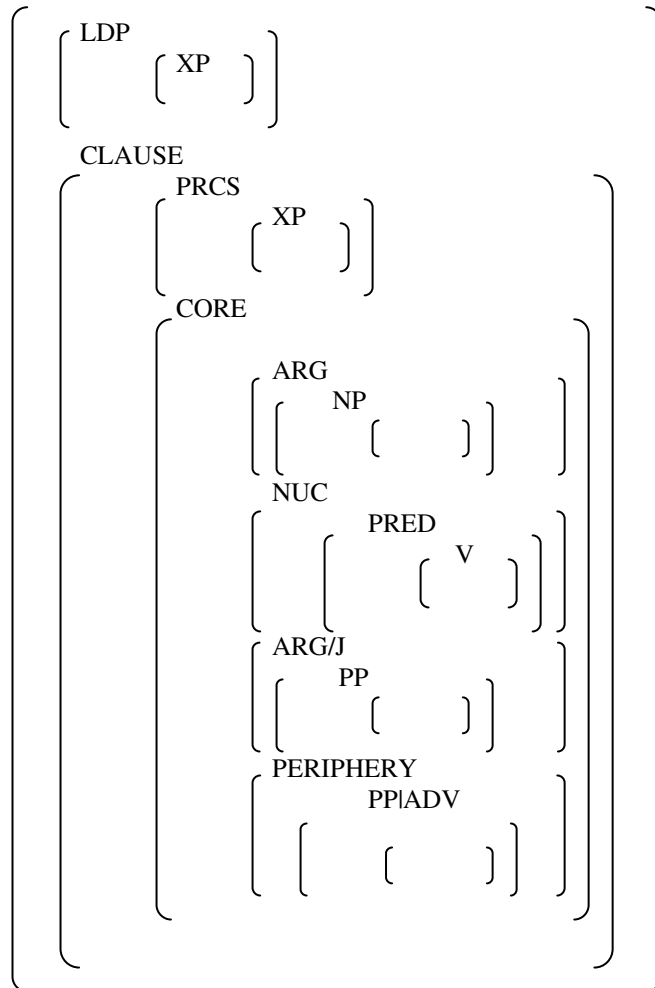 LDP
XP
CLAUSE
PRCS
XP
CORE
ARG
NP
NUC
PRED
V
ARG/J
PP
PERIPHERY
PP|ADV